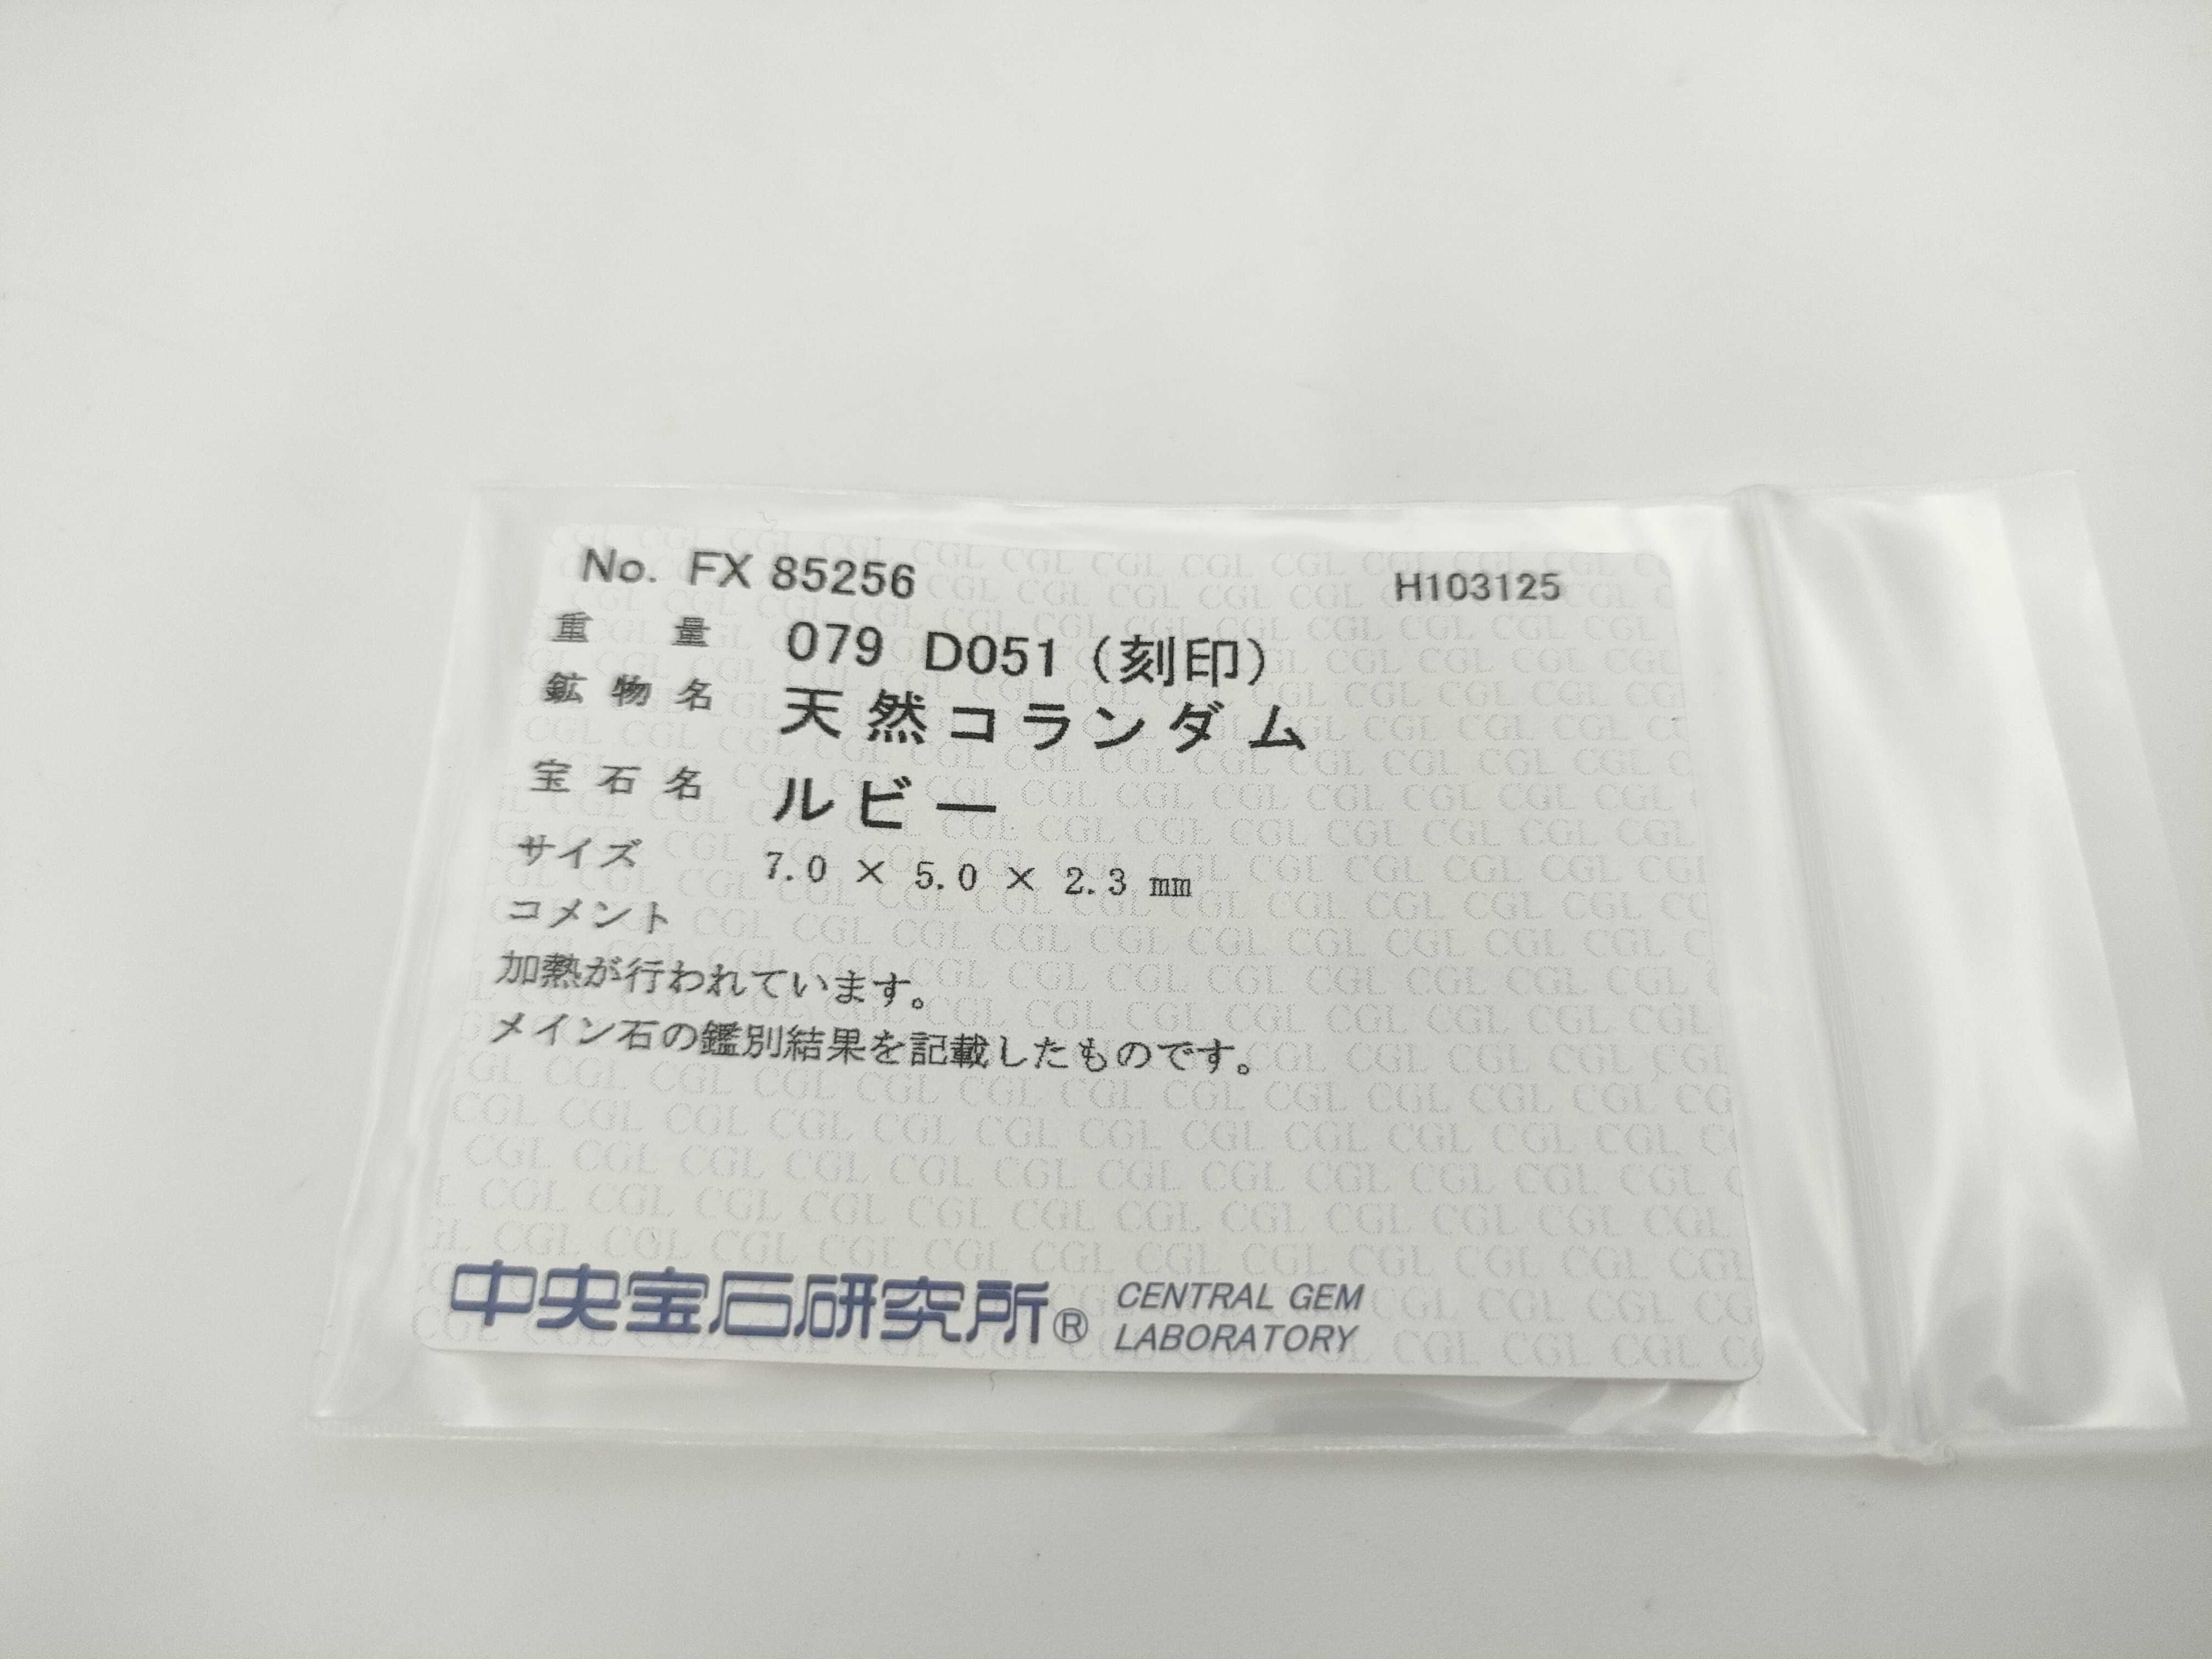 No. FX 85256 H103125
重量 079 D051（刻印）
鉱物名 天然コランダム
宝石名 ルビー
サイズ 7.0 × 5.0 × 2.3 mm
コメント
加熱が行われています。
メイン石の鑑別結果を記載したものです。
中央宝石研究所® CENTRAL GEM
LABORATORY